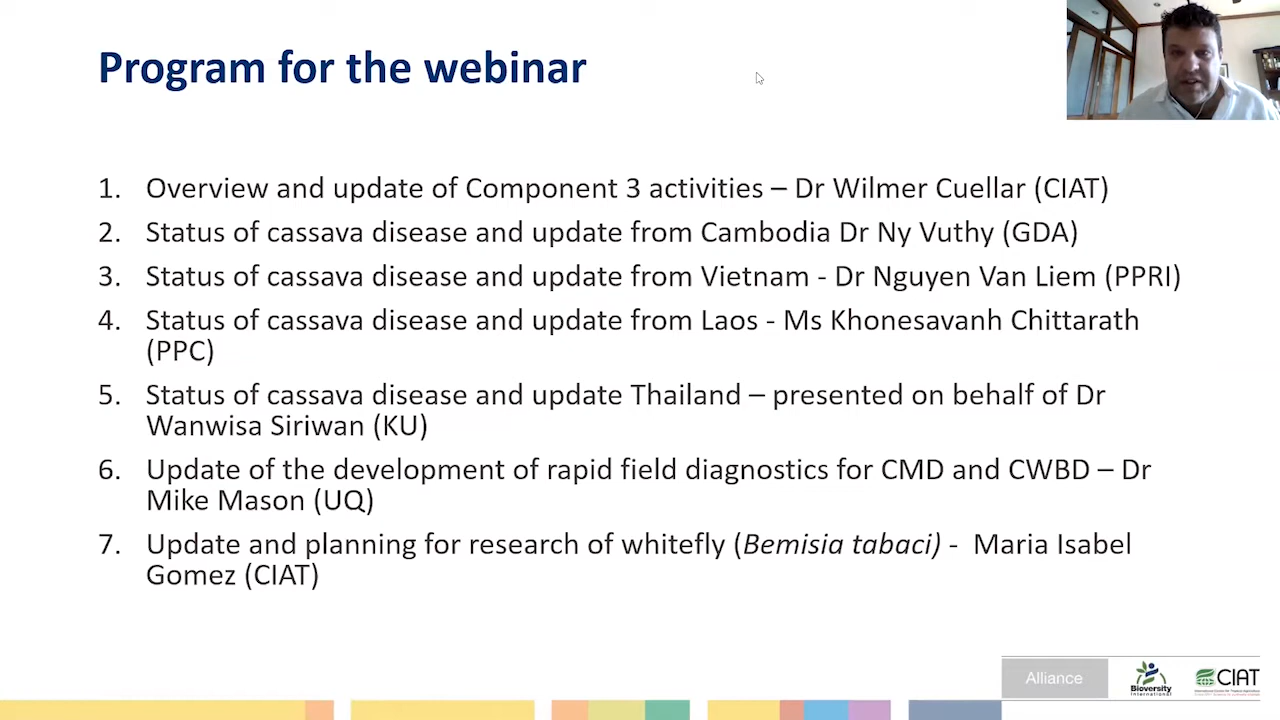 Program for the webinar
1. Overview and update of Component 3 activities – Dr Wilmer Cuellar (CIAT)
2. Status of cassava disease and update from Cambodia Dr Ny Vuthy (GDA)
3. Status of cassava disease and update from Vietnam - Dr Nguyen Van Liem (PPRI)
4. Status of cassava disease and update from Laos - Ms Khonesavanh Chittarath
(PPC)
5. Status of cassava disease and update Thailand – presented on behalf of Dr
Wanwisa Siriwan (KU)
6. Update of the development of rapid field diagnostics for CMD and CWBD – Dr
Mike Mason (UQ)
7. Update and planning for research of whitefly (Bemisia tabaci) - Maria Isabel
Gomez (CIAT)
Alliance
Bioversity
International
CIAT